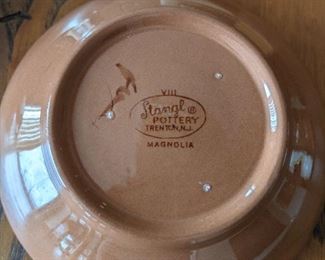 VIII
Stangl ®
POTTERY
TRENTON, N.J.
MAGNOLIA